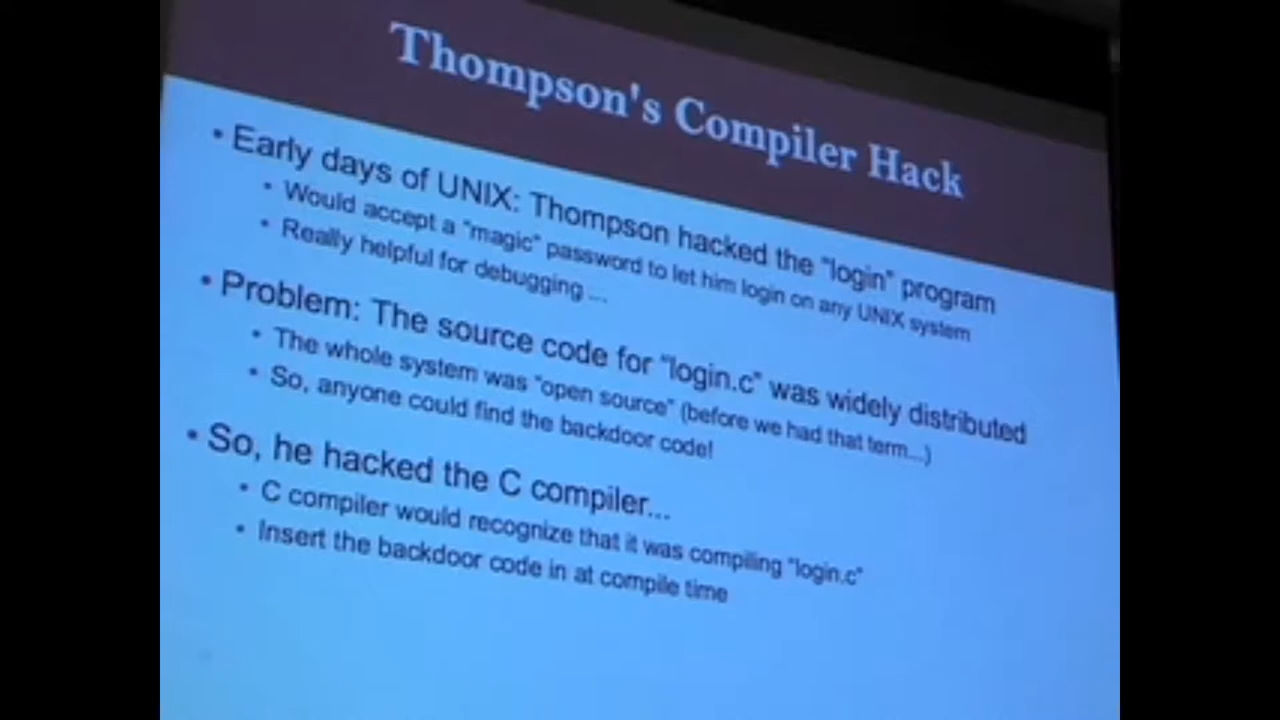 Thompson's Compiler Hack
• Early days of UNIX: Thompson hacked the "login" program
• Would accept a "magic" password to let him login on any UNIX system
• Really helpful for debugging ...
• Problem: The source code for "login.c" was widely distributed
• The whole system was "open source" (before we had that term...)
• So, anyone could find the backdoor code!
• So, he hacked the C compiler...
• C compiler would recognize that it was compiling "login.c"
• Insert the backdoor code in at compile time